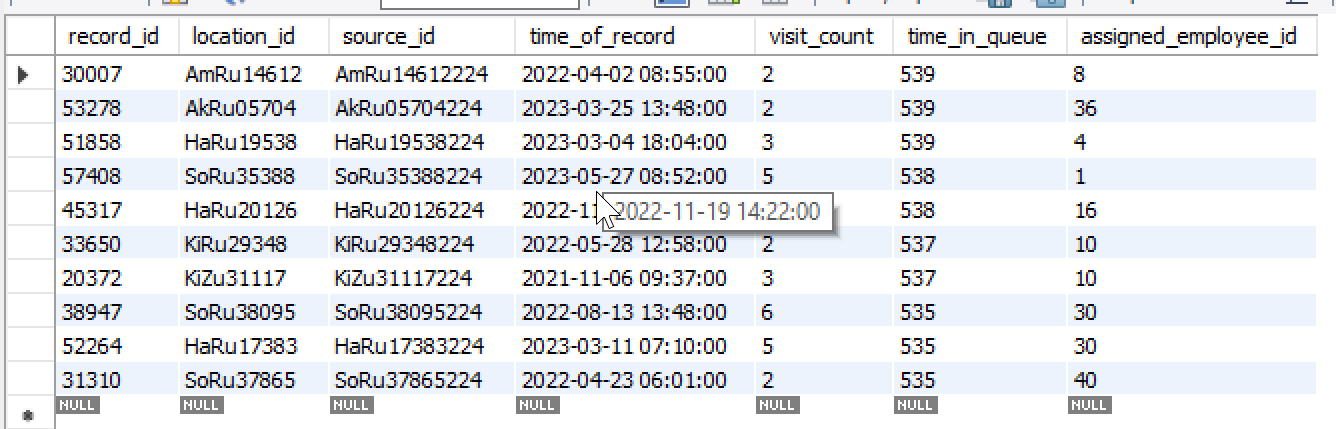 record_id location_id source_id time_of_record visit_count time_in_queue assigned_employee_id
30007 AmRu14612 AmRu14612224 2022-04-02 08:55:00 2 539 8
53278 AkRu05704 AkRu05704224 2023-03-25 13:48:00 2 539 36
51858 HaRu19538 HaRu19538224 2023-03-04 18:04:00 3 539 4
57408 SoRu35388 SoRu35388224 2023-05-27 08:52:00 5 538 1
45317 HaRu20126 HaRu20126224 2022-11 2022-11-19 14:22:00 538 16
33650 KiRu29348 KiRu29348224 2022-05-28 12:58:00 2 537 10
20372 KiZu31117 KiZu31117224 2021-11-06 09:37:00 3 537 10
38947 SoRu38095 SoRu38095224 2022-08-13 13:48:00 6 535 30
52264 HaRu17383 HaRu17383224 2023-03-11 07:10:00 5 535 30
31310 SoRu37865 SoRu37865224 2022-04-23 06:01:00 2 535 40
NULL NULL NULL NULL NULL NULL NULL